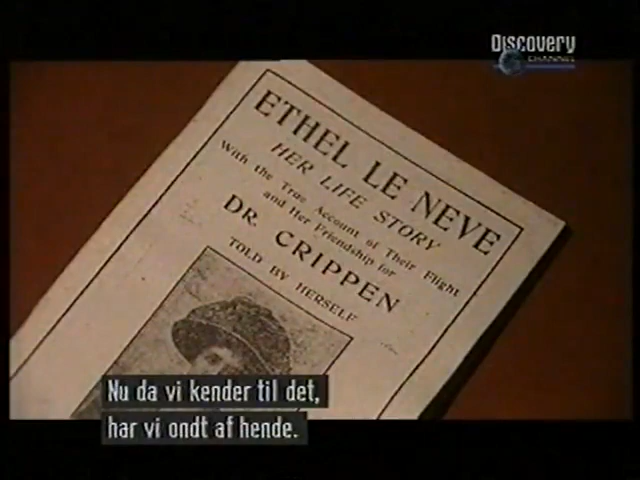 Discovery
CHANNEL
ETHEL LE NEVE
HER LIFE STORY
With the True Account of Their Flight
and Her Friendship for
DR. CRIPPEN
TOLD BY HERSELF
Nu da vi kender til det,
har vi ondt af hende.